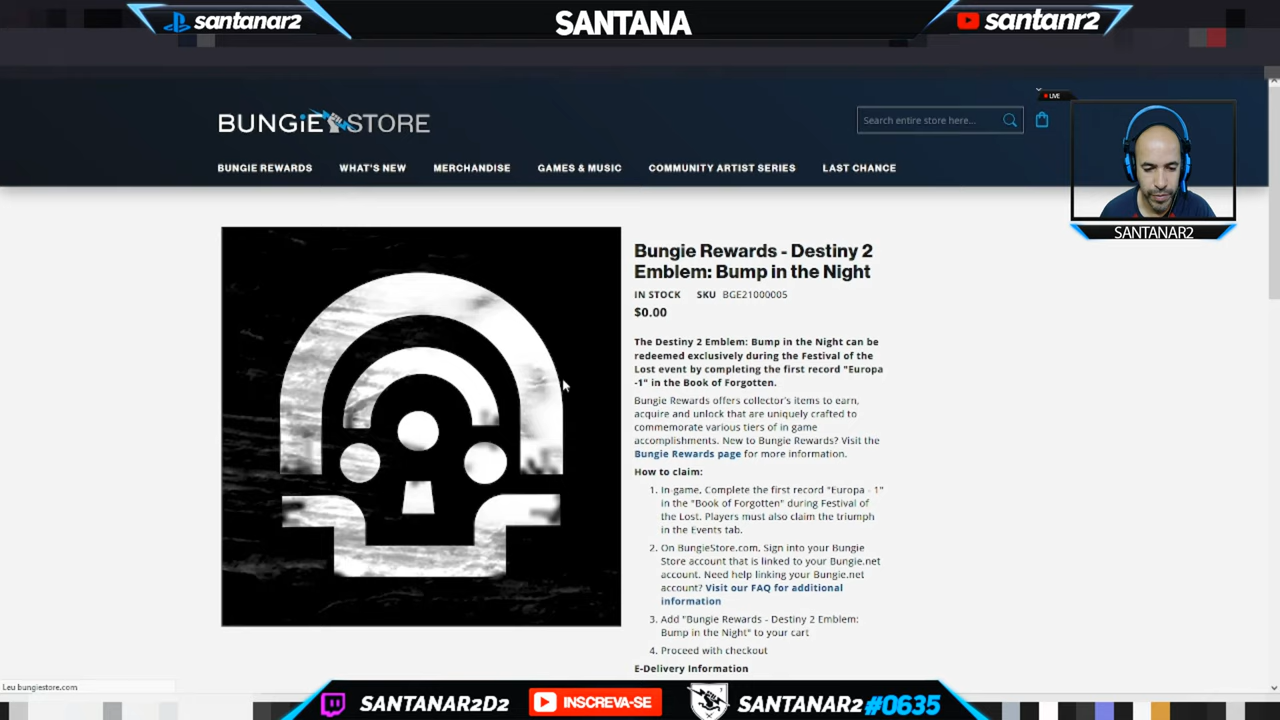 santanar2
SANTANA
santanr2
LIVE
BUNGiE STORE
Search entire store here...
BUNGIE REWARDS
WHAT'S NEW
MERCHANDISE
GAMES & MUSIC
COMMUNITY ARTIST SERIES
LAST CHANCE
SANTANAR2
Bungie Rewards - Destiny 2
Emblem: Bump in the Night
IN STOCK SKU BGE21000005
$0.00
The Destiny 2 Emblem: Bump in the Night can be
redeemed exclusively during the Festival of the
Lost event by completing the first record "Europa
-1" in the Book of Forgotten.
Bungie Rewards offers collector's items to earn,
acquire and unlock that are uniquely crafted to
commemorate various tiers of in game
accomplishments. New to Bungie Rewards? Visit the
Bungie Rewards page for more information.
How to claim:
1. In game, Complete the first record "Europa - 1"
in the "Book of Forgotten" during Festival of
the Lost. Players must also claim the triumph
in the Events tab.
2. On BungieStore.com, Sign into your Bungie
Store account that is linked to your Bungie.net
account. Need help linking your Bungie.net
account? Visit our FAQ for additional
information
3. Add "Bungie Rewards - Destiny 2 Emblem:
Bump in the Night" to your cart
4. Proceed with checkout
E-Delivery Information
Leu bungiestore.com
SANTANAR2D2
INSCREVA-SE
SANTANAR2 #0635